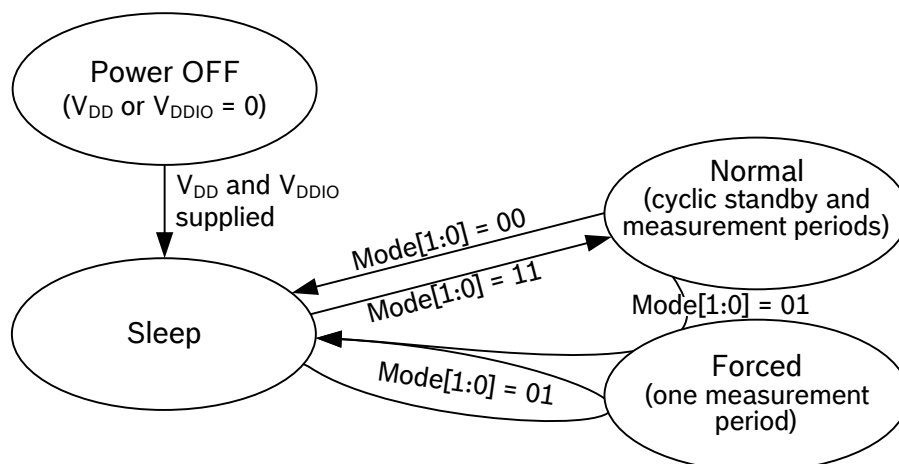 Power OFF
(VDD or VDDIO = 0)
VDD and VDDIO
supplied
Normal
(cyclic standby and
measurement periods)
Mode[1:0] = 00
Mode[1:0] = 11
Mode[1:0] = 01
Sleep
Mode[1:0] = 01
Forced
(one measurement
period)